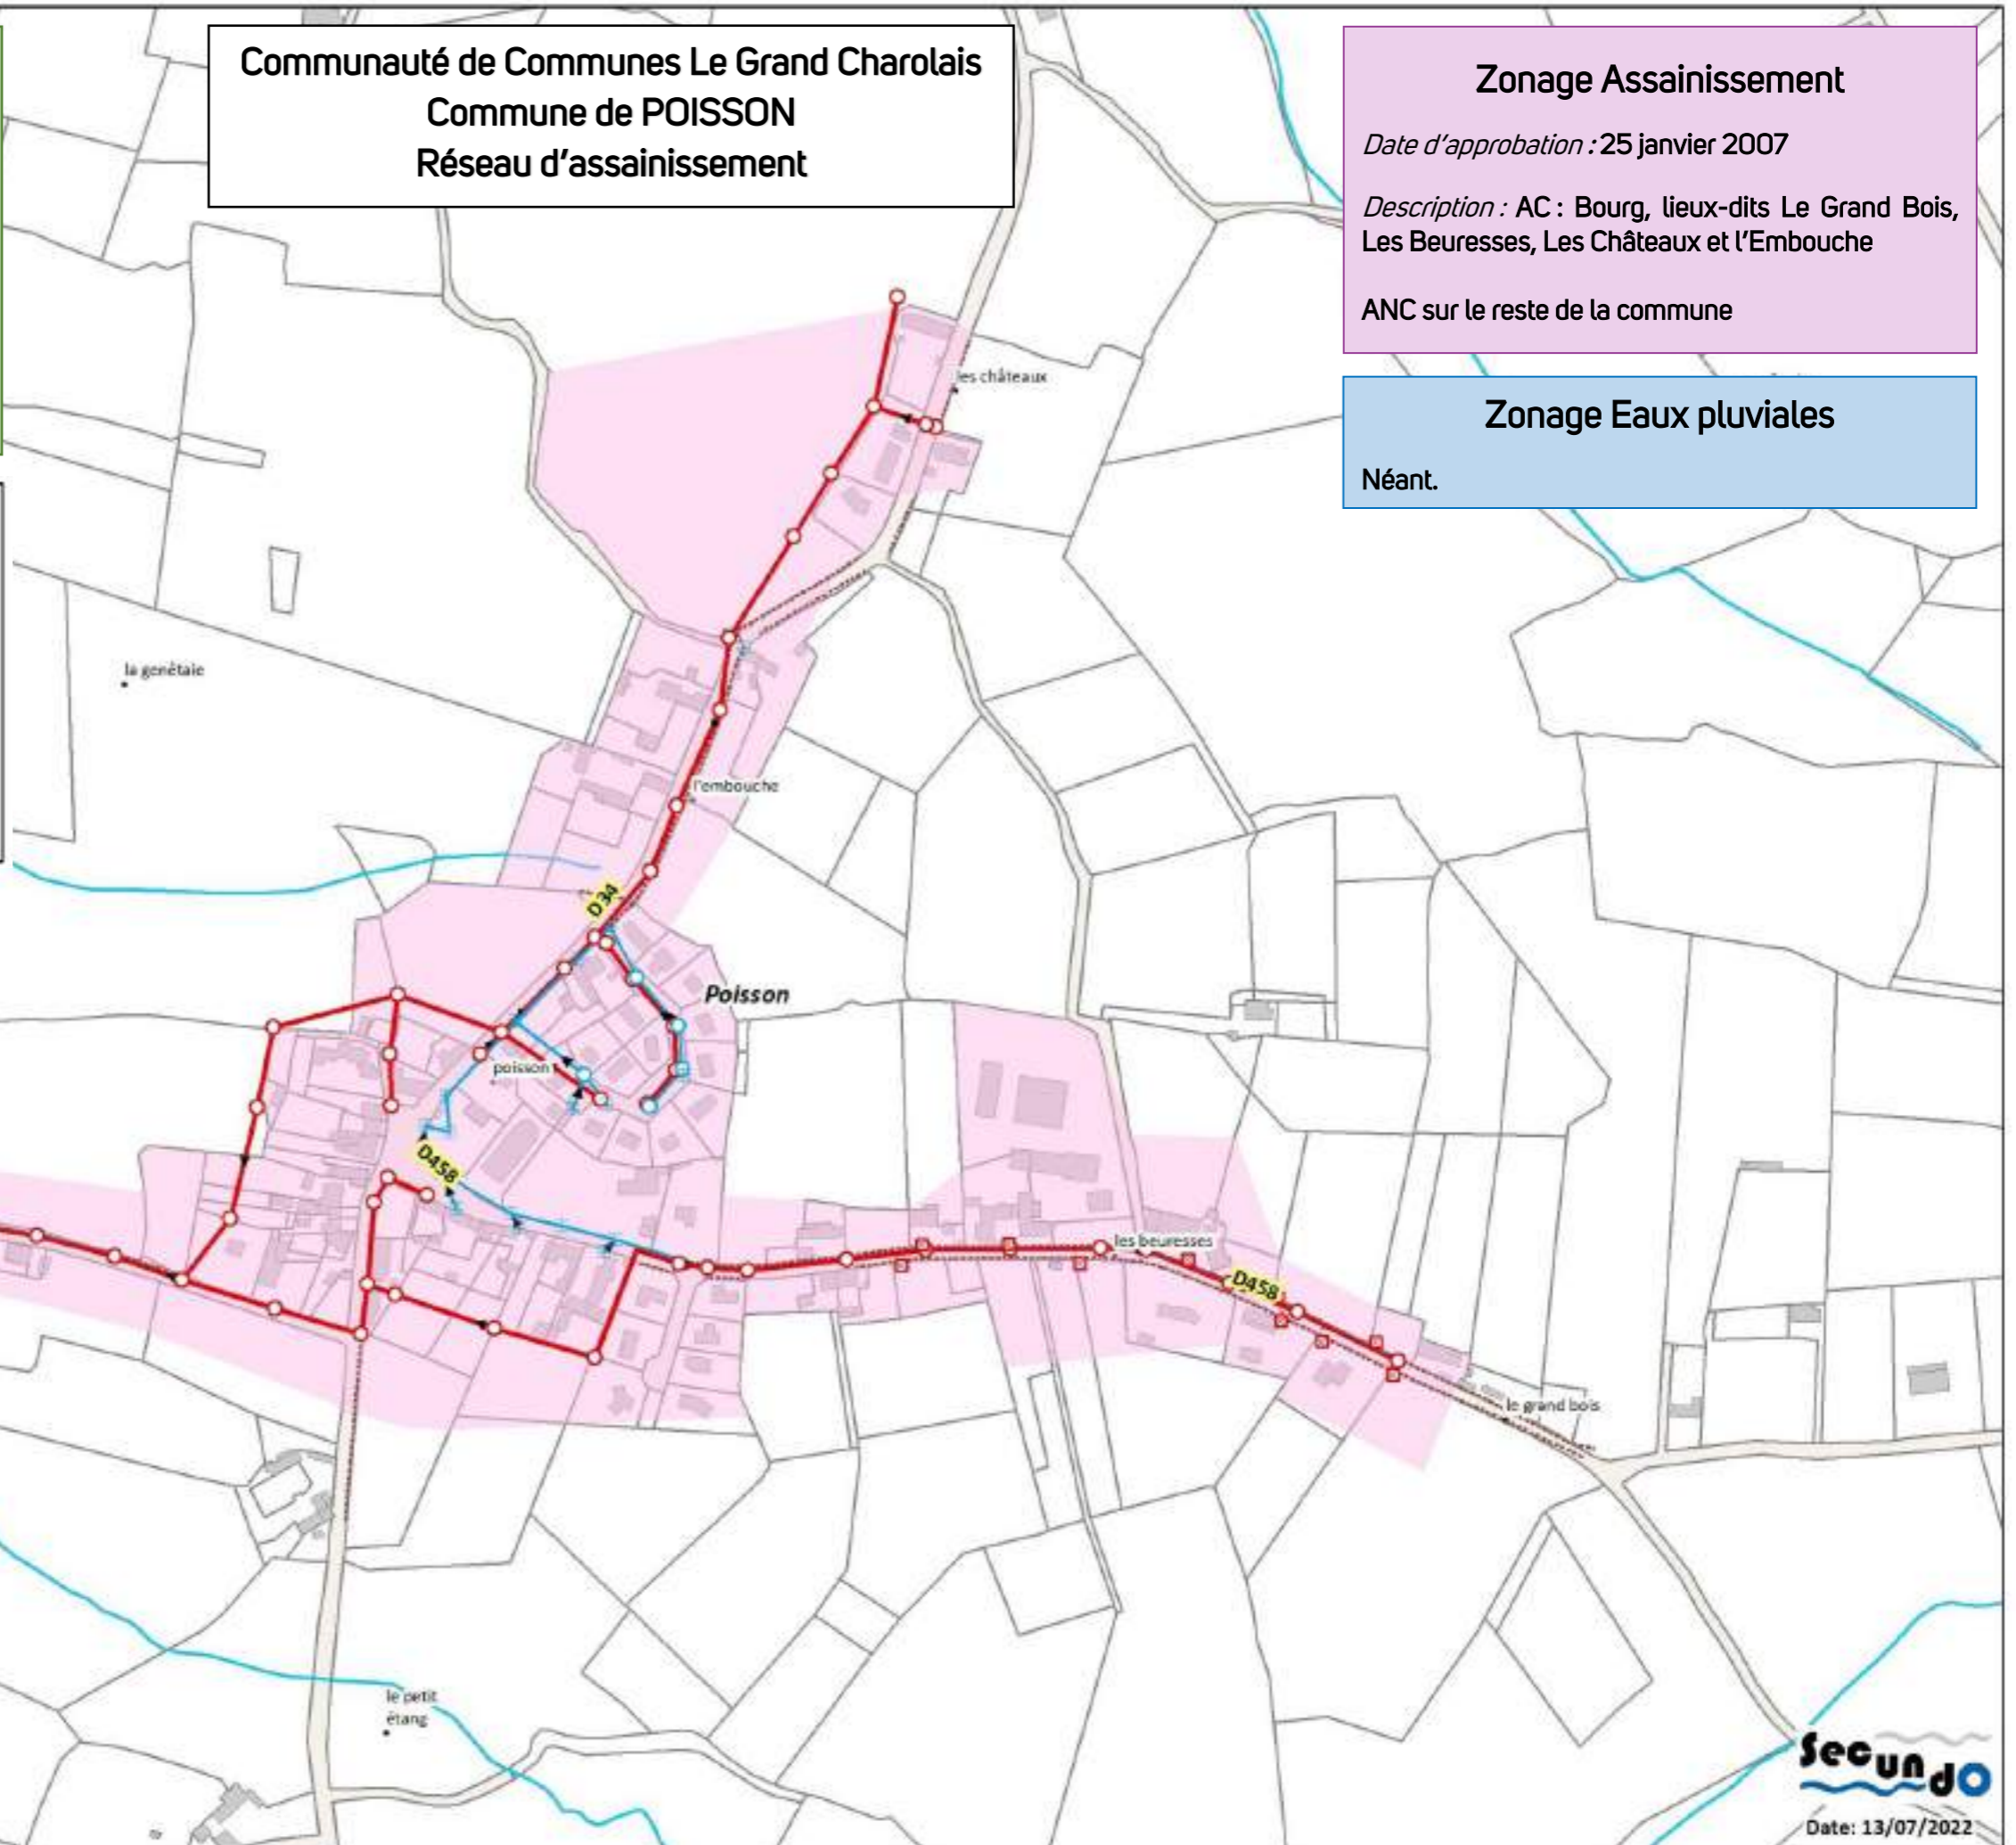 Communauté de Communes Le Grand Charolais
Commune de POISSON
Réseau d'assainissement
Zonage Assainissement
Date d'approbation : 25 janvier 2007
Description : AC : Bourg, lieux-dits Le Grand Bois,
Les Beuresses, Les Châteaux et l'Embouche
ANC sur le reste de la commune
Zonage Eaux pluviales
Néant.
les châteaux
la genêtaie
l'embouche
D 34
Poisson
poisson
D458
les beuresses
D458
le grand bois
le petit
étang
Secundo
Date: 13/07/2022